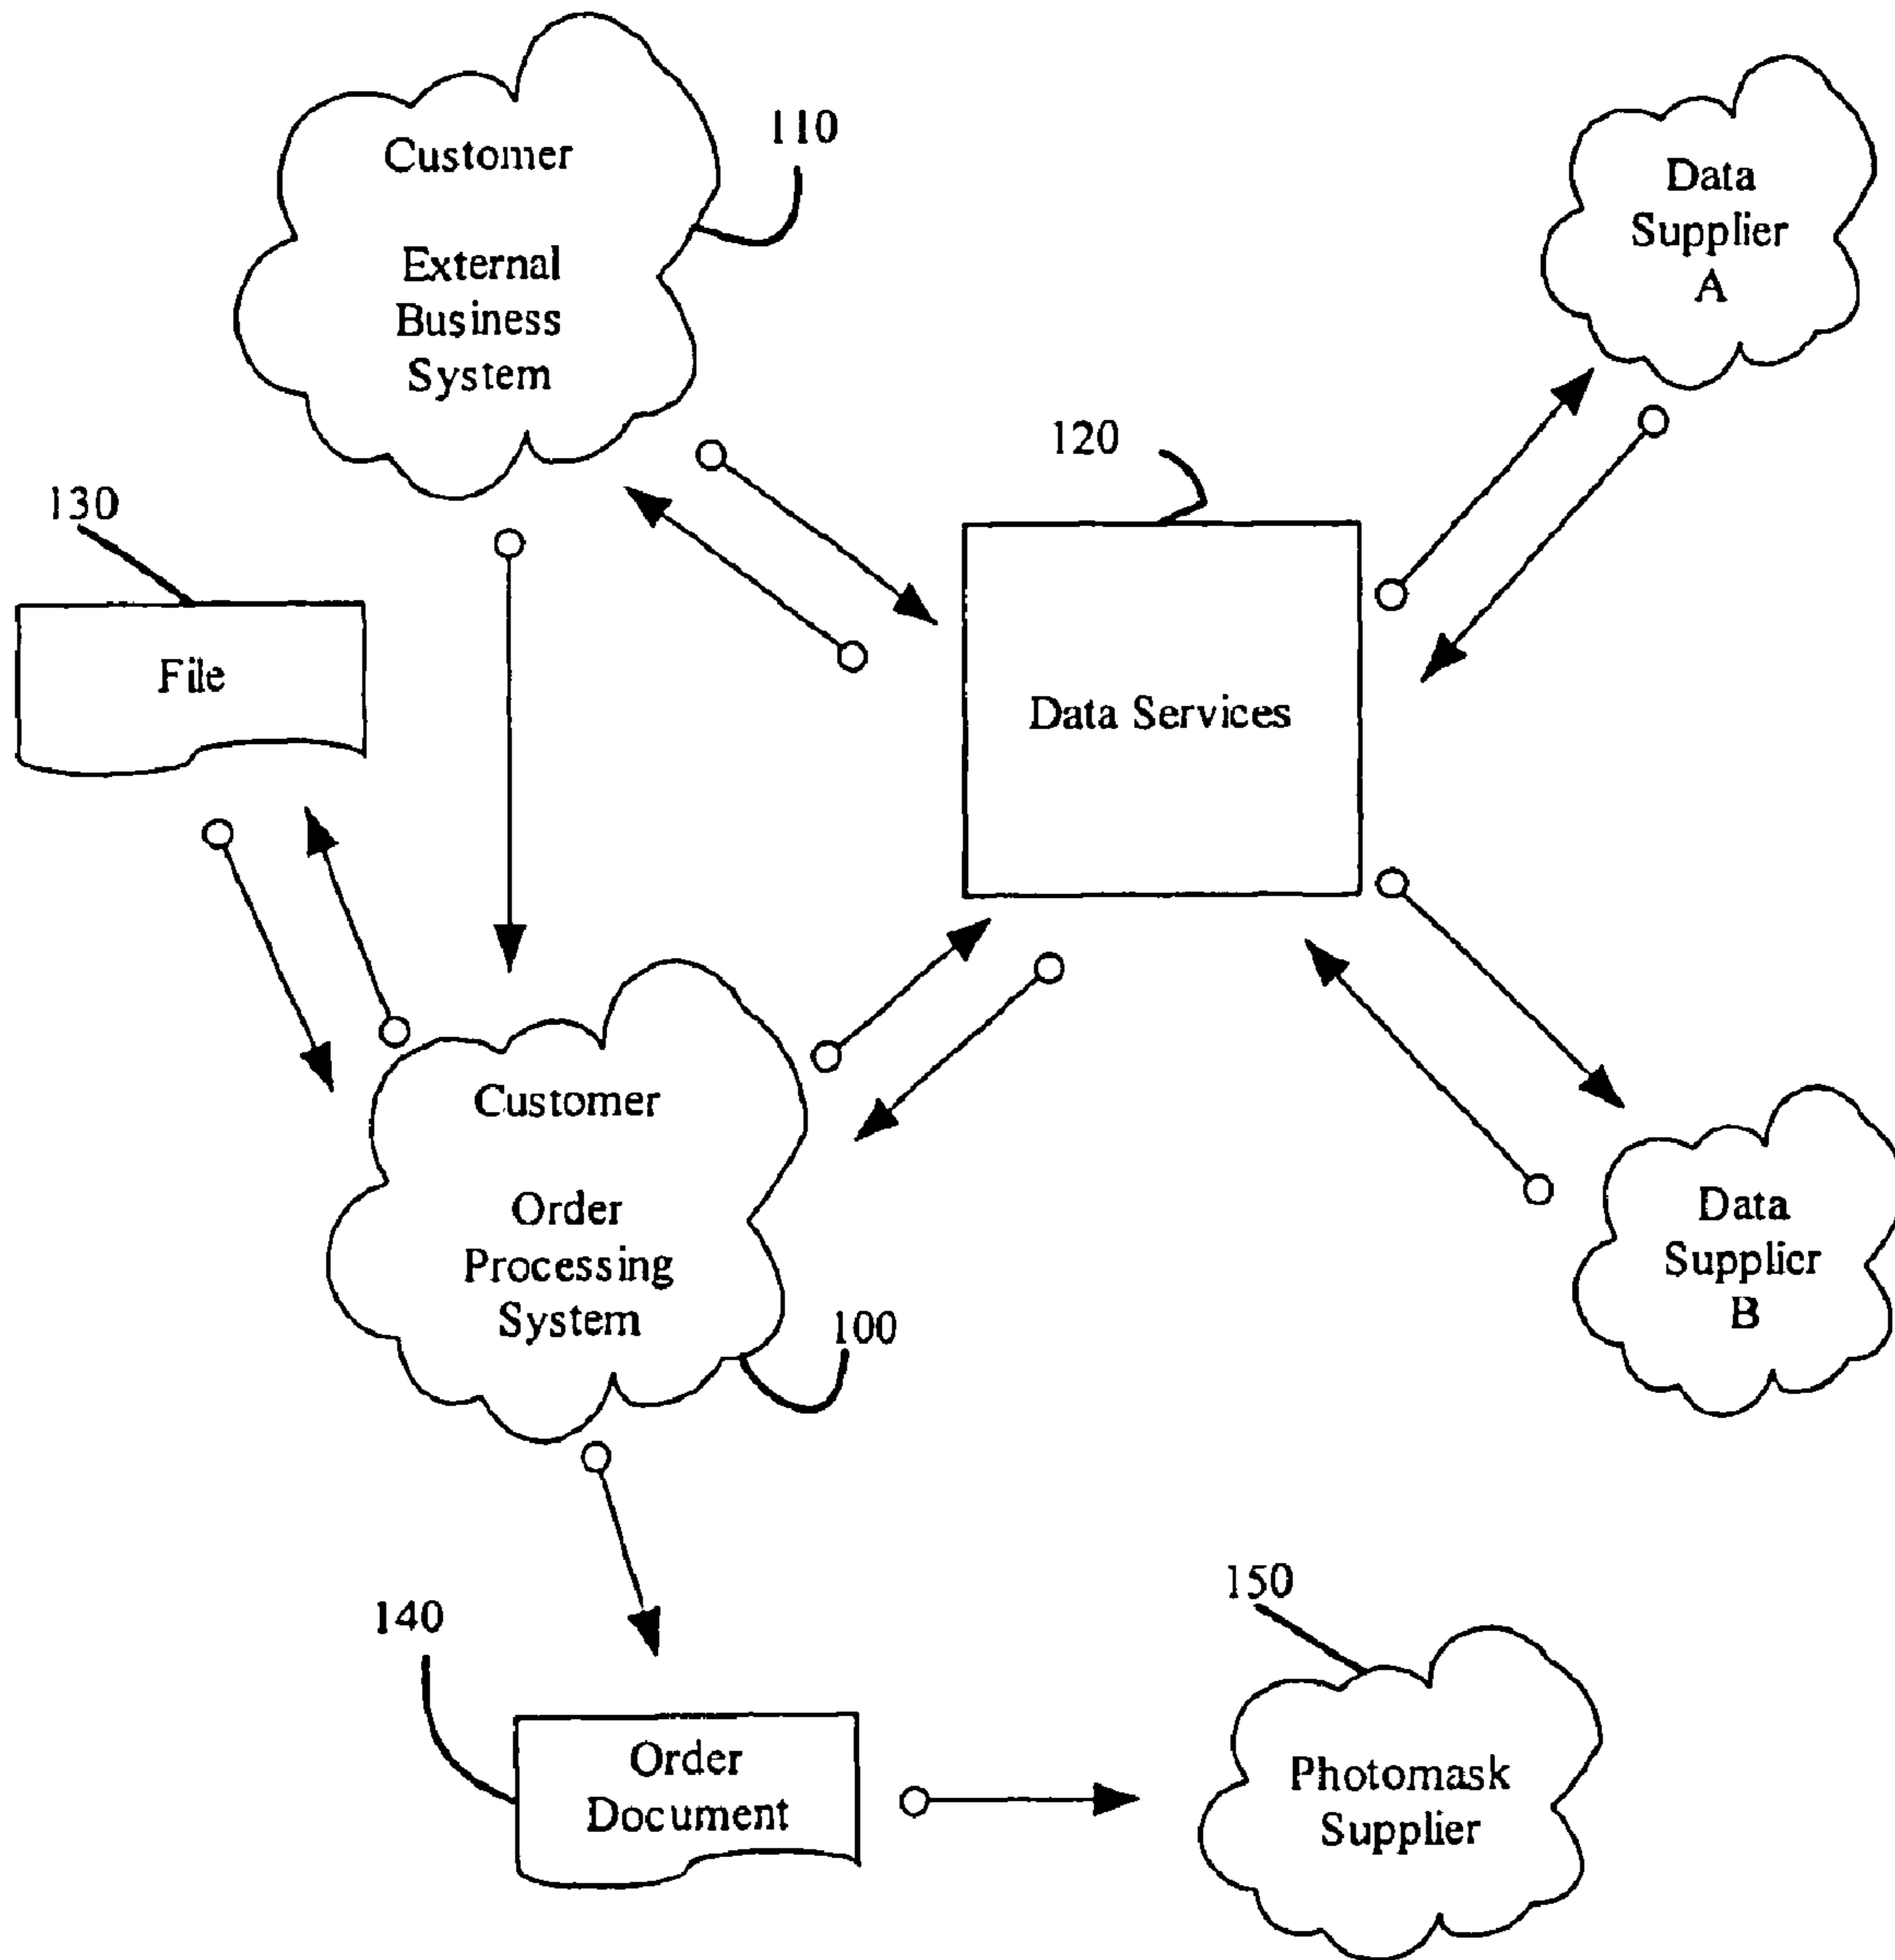 110
Customer
External
Business
System
Data
Supplier
A
120
130
File
Data Services
Customer
Order
Processing
System
100
Data
Supplier
B
140
Order
Document
150
Photomask
Supplier